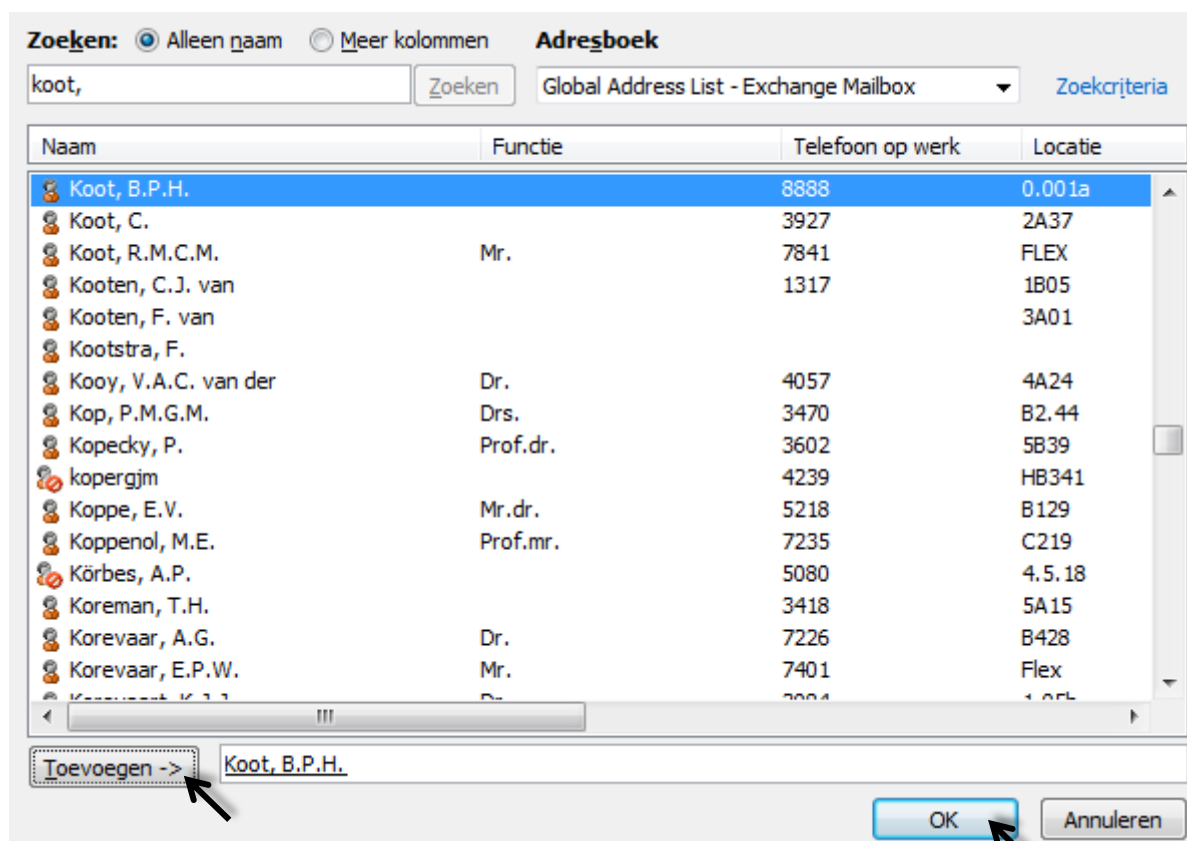 Zoeken: Alleen naam Meer kolommen Adresboek
koot, Zoeken Global Address List - Exchange Mailbox Zoekcriteria
Naam Functie Telefoon op werk Locatie
Koot, B.P.H. 8888 0.001a
Koot, C. 3927 2A37
Koot, R.M.C.M. Mr. 7841 FLEX
Kooten, C.J. van 1317 1B05
Kooten, F. van 3A01
Kootstra, F.
Kooy, V.A.C. van der Dr. 4057 4A24
Kop, P.M.G.M. Drs. 3470 B2.44
Kopecky, P. Prof.dr. 3602 5B39
kopergjm 4239 HB341
Koppe, E.V. Mr.dr. 5218 B129
Koppenol, M.E. Prof.mr. 7235 C219
Körbes, A.P. 5080 4.5.18
Koreman, T.H. 3418 5A15
Korevaar, A.G. Dr. 7226 B428
Korevaar, E.P.W. Mr. 7401 Flex
Toevoegen -> Koot, B.P.H.
OK Annuleren